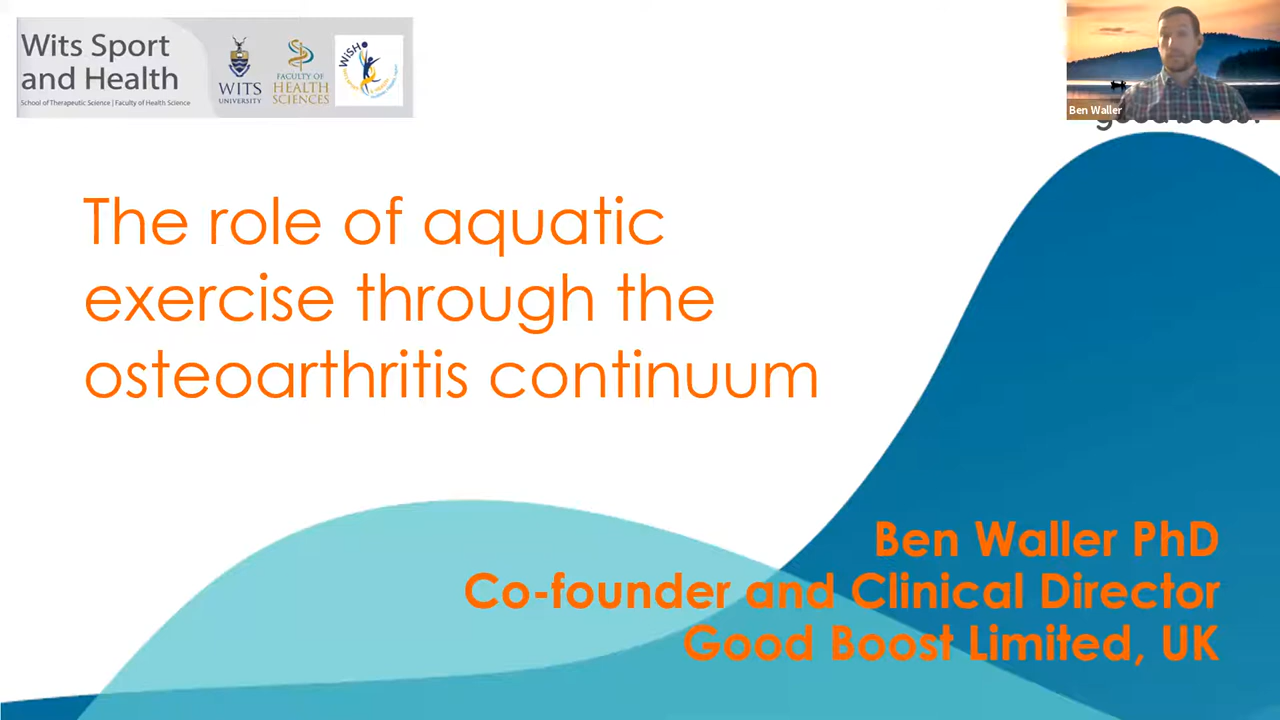 Wits Sport
and Health
School of Therapeutic Science | Faculty of Health Science
WITS
UNIVERSITY
FACULTY OF
HEALTH
SCIENCES
WISH
Ben Waller
The role of aquatic
exercise through the
osteoarthritis continuum
Ben Waller PhD
Co-founder and Clinical Director
Good Boost Limited, UK